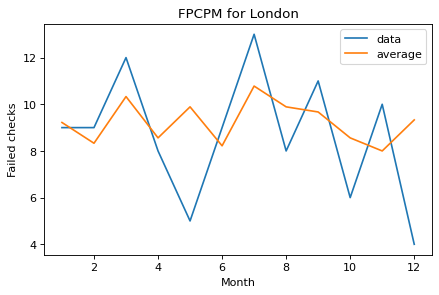 FPCPM for London
data
average
12
10
8
6
4
Failed checks
2
4
6
8
10
12
Month